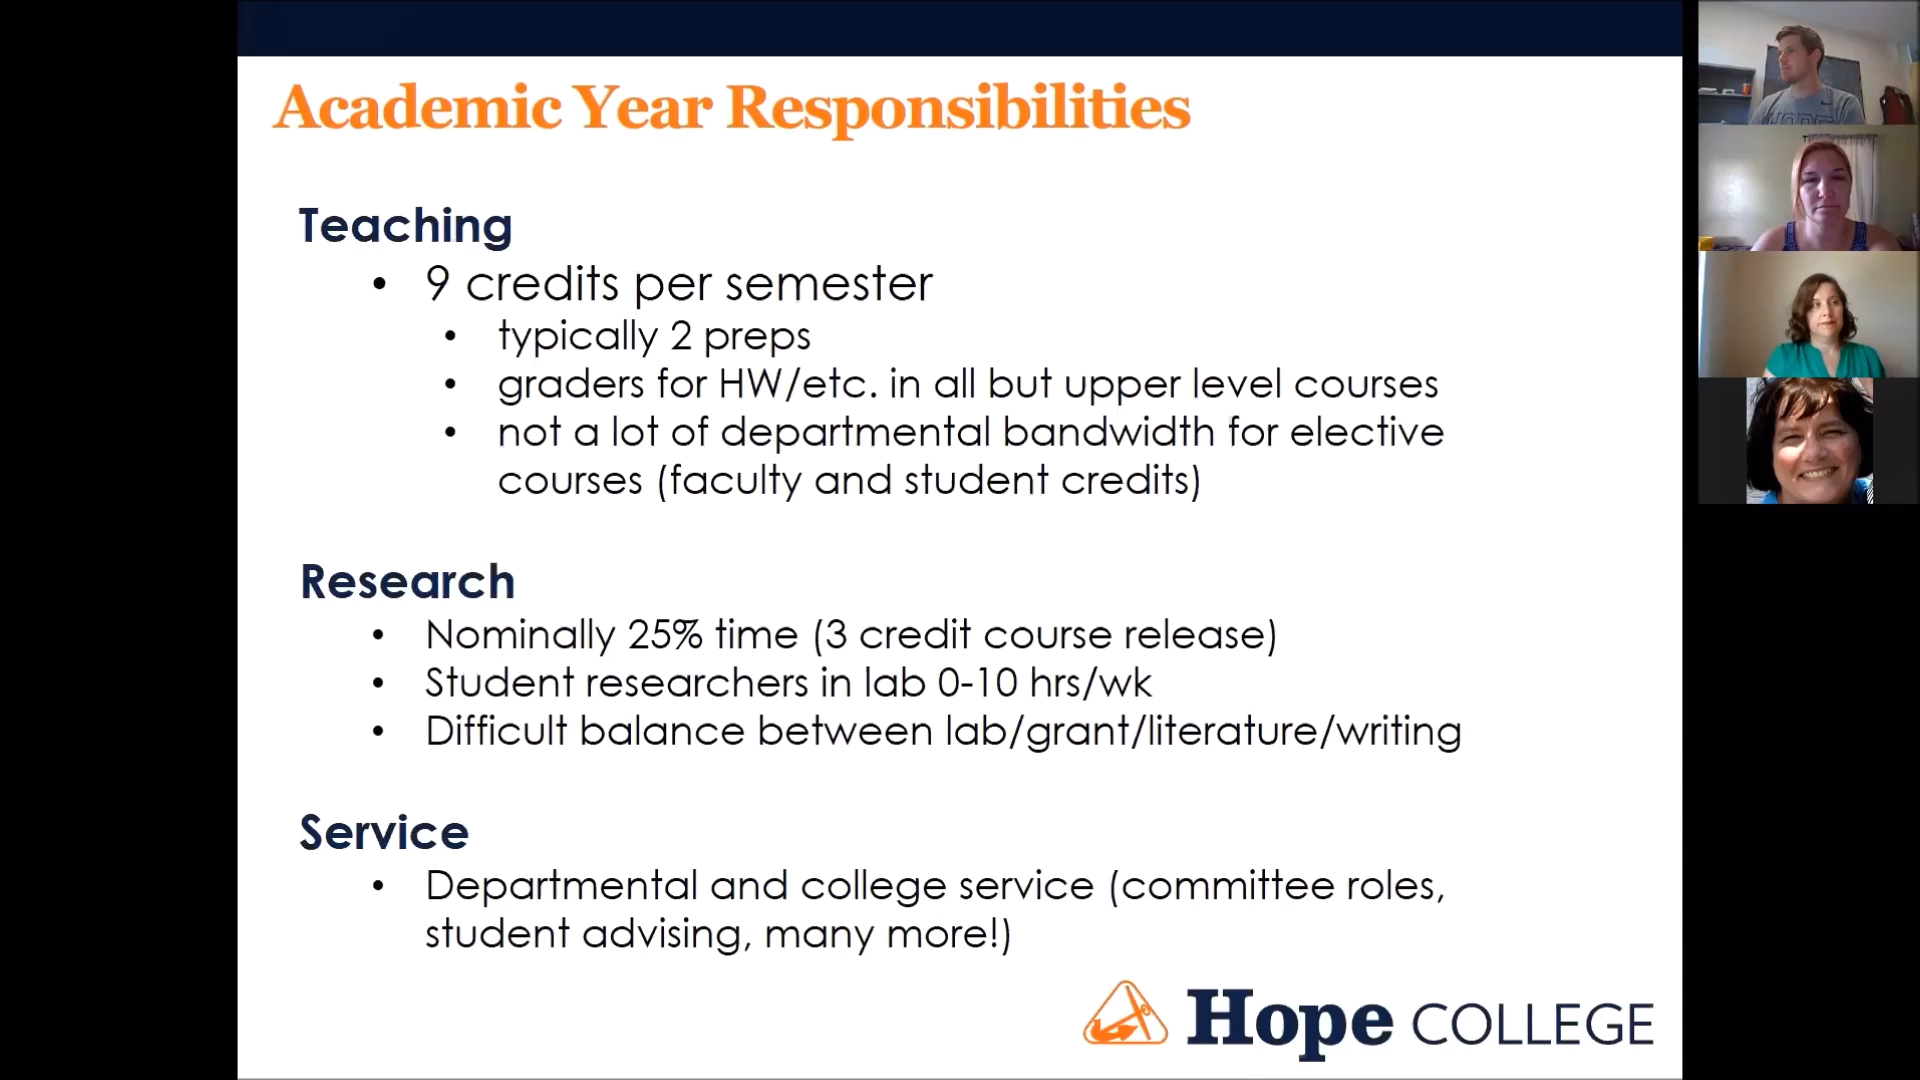 Academic Year Responsibilities
Teaching
• 9 credits per semester
• typically 2 preps
• graders for HW/etc. in all but upper level courses
• not a lot of departmental bandwidth for elective
courses (faculty and student credits)
Research
• Nominally 25% time (3 credit course release)
• Student researchers in lab 0-10 hrs/wk
• Difficult balance between lab/grant/literature/writing
Service
• Departmental and college service (committee roles,
student advising, many more!)
Hope COLLEGE